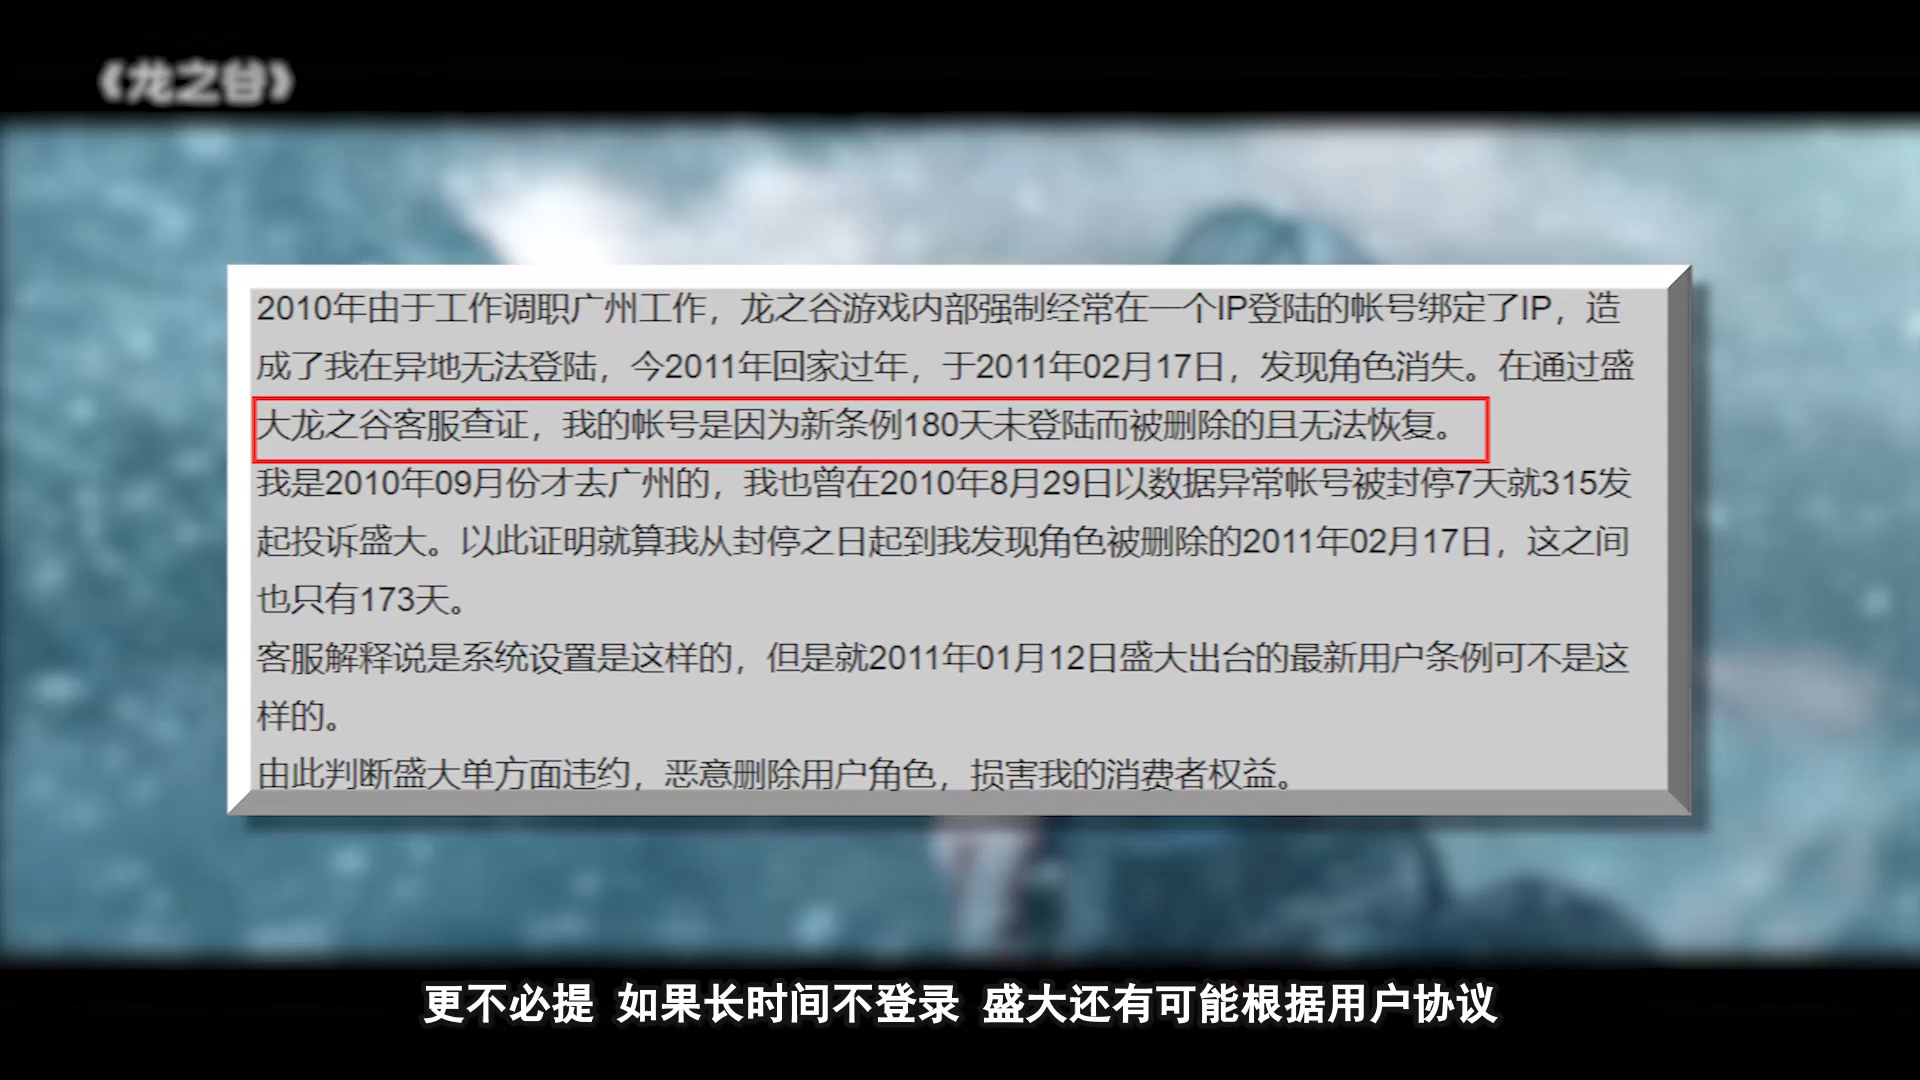 《龙之谷》
2010年由于工作调职广州工作，龙之谷游戏内部强制经常在一个IP登陆的帐号绑定了IP，造
成了我在异地无法登陆，今2011年回家过年，于2011年02月17日，发现角色消失。在通过盛
大龙之谷客服查证，我的帐号是因为新条例180天未登陆而被删除的且无法恢复。
我是2010年09月份才去广州的，我也曾在2010年8月29日以数据异常帐号被封停7天就315发
起投诉盛大。以此证明就算我从封停之日起到我发现角色被删除的2011年02月17日，这之间
也只有173天。
客服解释说是系统设置是这样的，但是就2011年01月12日盛大出台的最新用户条例可不是这
样的。
由此判断盛大单方面违约，恶意删除用户角色，损害我的消费者权益。
更不必提 如果长时间不登录 盛大还有可能根据用户协议